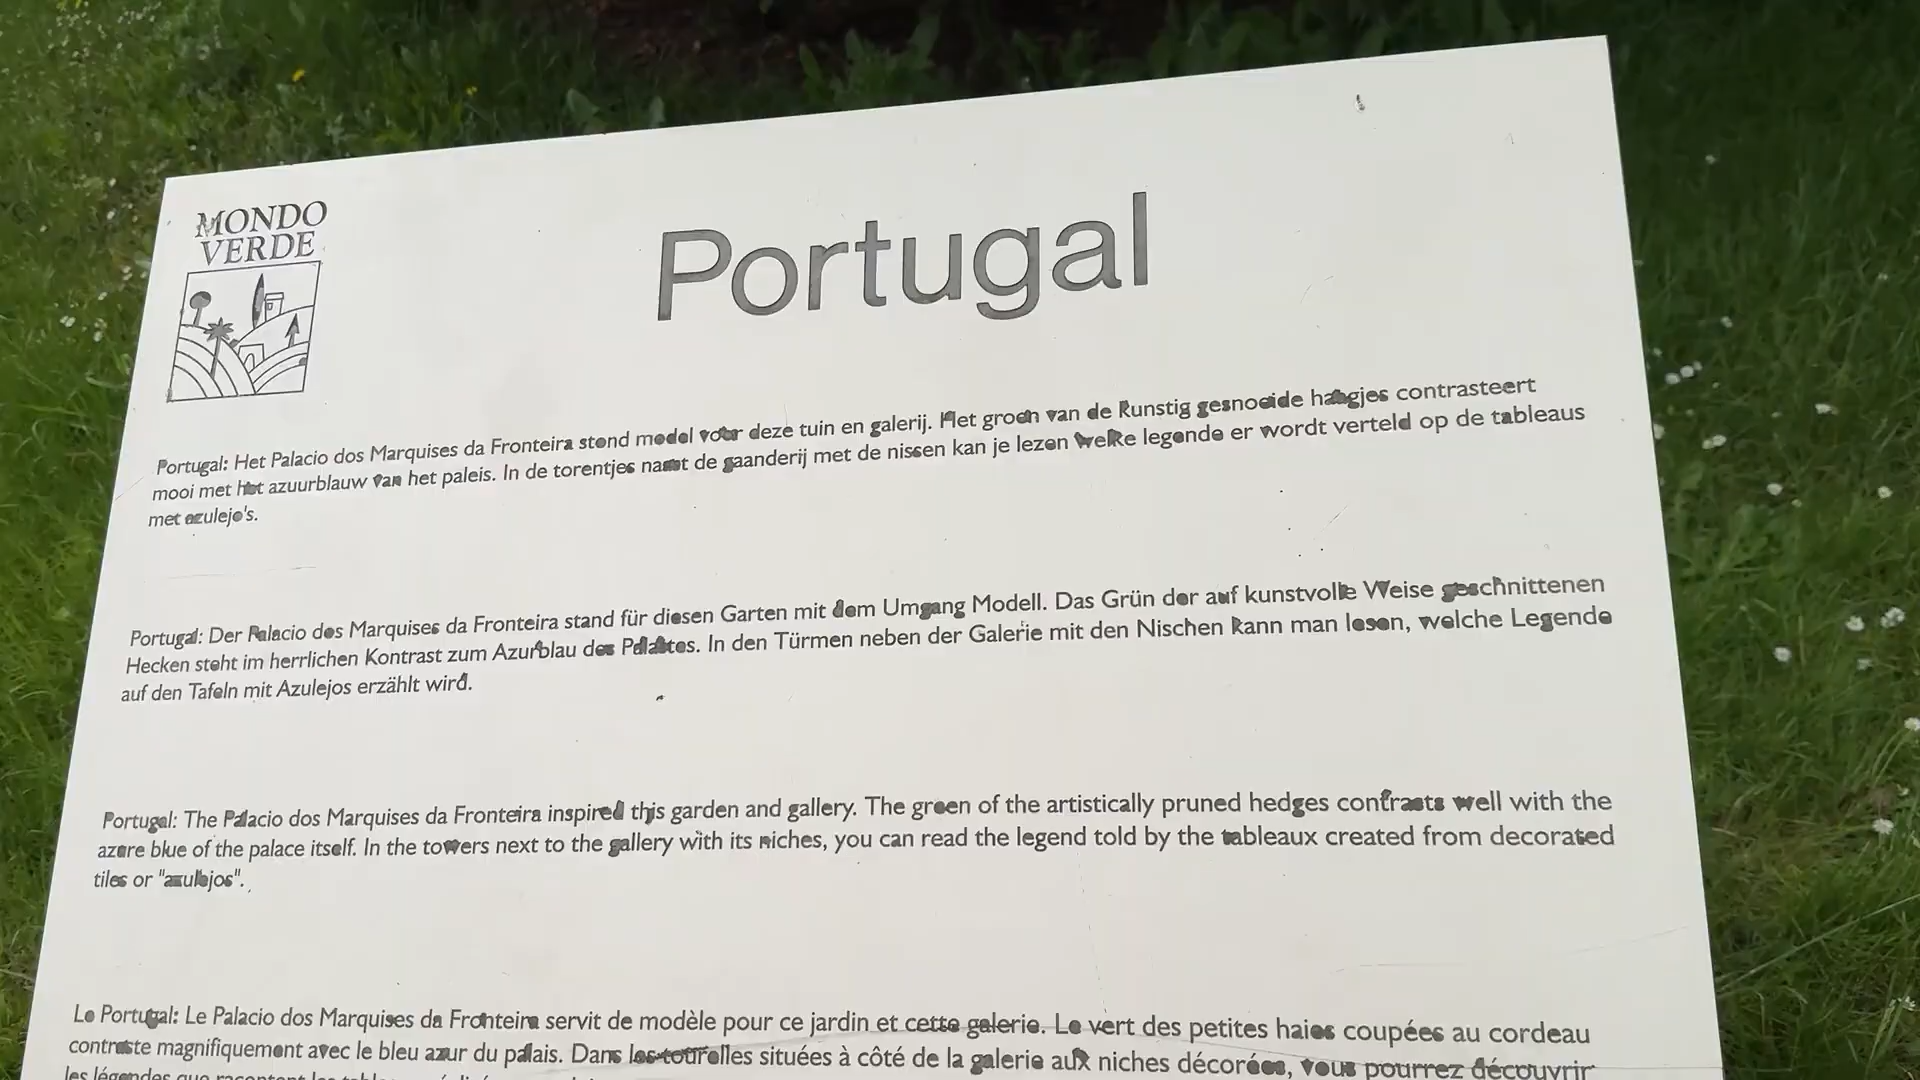 MONDO
VERDE
Portugal
Portugal: Het Palacio dos Marquises da Fronteira stond model voor deze tuin en galerij. Het groen van de kunstig gesnoeide haagjes contrasteert
mooi met het azuurblauw van het paleis. In de torentjes naast de gaanderij met de nissen kan je lezen welke legende er wordt verteld op de tableaus
met azulejo's.
Portugal: Der Palacio dos Marquises da Fronteira stand für diesen Garten mit dem Umgang Modell. Das Grün der auf kunstvolle Weise geschnittenen
Hecken steht im herrlichen Kontrast zum Azurblau des Palastes. In den Türmen neben der Galerie mit den Nischen kann man lesen, welche Legende
auf den Tafeln mit Azulejos erzählt wird.
Portugal: The Palacio dos Marquises da Fronteira inspired this garden and gallery. The green of the artistically pruned hedges contrasts well with the
azure blue of the palace itself. In the towers next to the gallery with its niches, you can read the legend told by the tableaux created from decorated
tiles or "azulejos".
Le Portugal: Le Palacio dos Marquises da Fronteira servit de modèle pour ce jardin et cette galerie. Le vert des petites haies coupées au cordeau
contraste magnifiquement avec le bleu azur du palais. Dans les tourelles situées à côté de la galerie aux niches décorées, vous pourrez découvrir
les légendes que racontent les